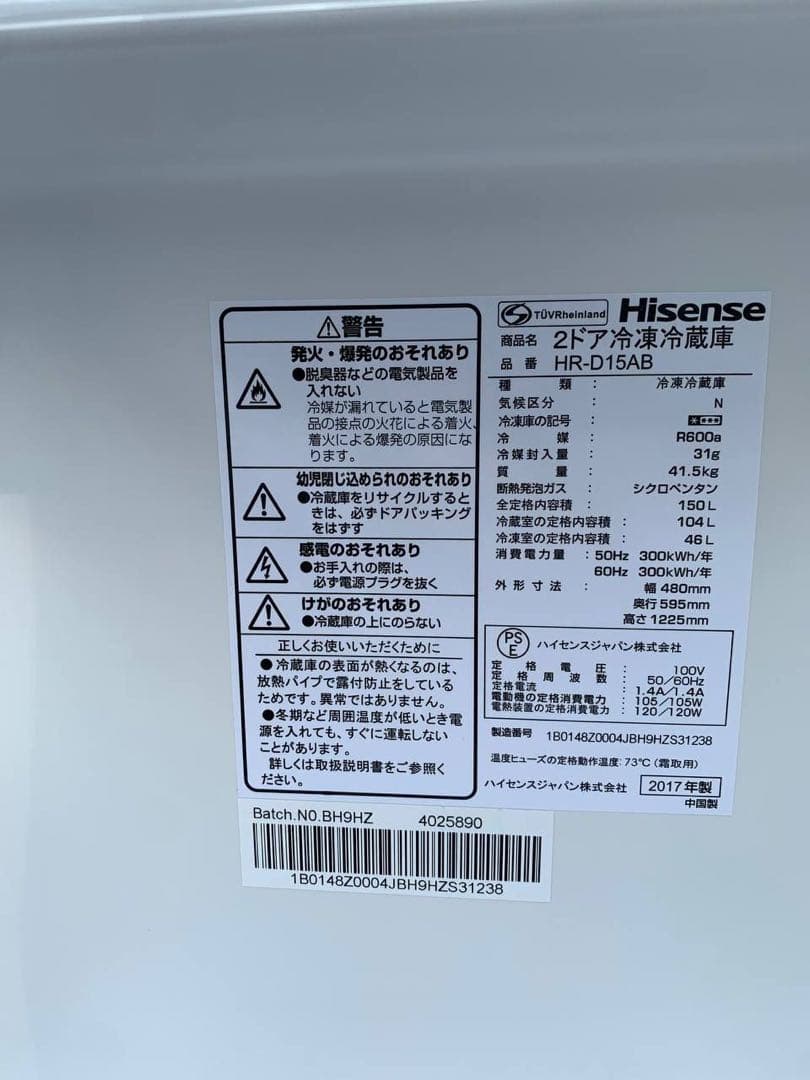 ⚠警告
発火・爆発のおそれあり
●脱臭器などの電気製品を
入れない
冷媒が漏れていると電気製
品の接点の火花による着火、
着火による爆発の原因にな
ります。
幼児閉じ込められのおそれあり
●冷蔵庫をリサイクルすると
きは、必ずドアパッキング
をはずす
感電のおそれあり
●お手入れの際は、
必ず電源プラグを抜く
けがのおそれあり
●冷蔵庫の上にのらない
正しくお使いいただくために
●冷蔵庫の表面が熱くなるのは、
放熱パイプで露付防止をしている
ためです。異常ではありません。
●冬期など周囲温度が低いとき電
源を入れても、すぐに運転しない
ことがあります。
詳しくは取扱説明書をご参照く
ださい。
TÜVRheinland Hisense
商品名 2ドア冷凍冷蔵庫
品番 HR-D15AB
種類 : 冷凍冷蔵庫
気候区分 : N
冷凍庫の記号 : ****
冷媒 : R600a
冷媒封入量 : 31g
質量 : 41.5kg
断熱発泡ガス : シクロペンタン
全定格内容積 : 150L
冷蔵室の定格内容積 : 104L
冷凍室の定格内容積 : 46L
消費電力量 : 50Hz 300kWh/年
60Hz 300kWh/年
外形寸法 : 幅 480mm
奥行 595mm
高さ 1225mm
PSE ハイセンスジャパン株式会社
定格電圧 : 100V
定格周波数 : 50/60Hz
定格電流 : 1.4A/1.4A
電動機の定格消費電力 : 105/105W
電熱装置の定格消費電力 : 120/120W
製造番号 1B0148Z0004JBH9HZS31238
温度ヒューズの定格動作温度:73℃(霜取用)
ハイセンスジャパン株式会社 2017年製
中国製
Batch.NO.BH9HZ 4025890
1B0148Z0004JBH9HZS31238